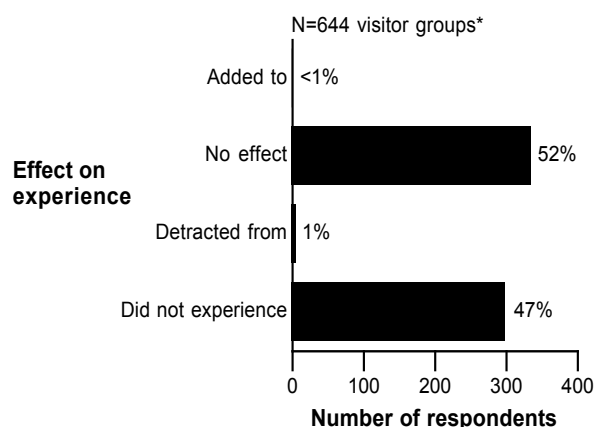 N=644 visitor groups*
Added to <1%
No effect 52%
Effect on
experience
Detracted from 1%
Did not experience 47%
0 100 200 300 400
Number of respondents